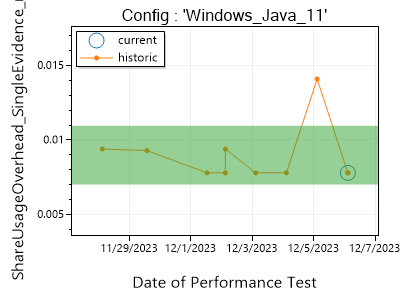 Config : 'Windows_Java_11'
current
historic
ShareUsageOverhead_SingleEvidence_
0.015
0.01
0.005
11/29/2023 12/1/2023 12/3/2023 12/5/2023 12/7/2023
Date of Performance Test